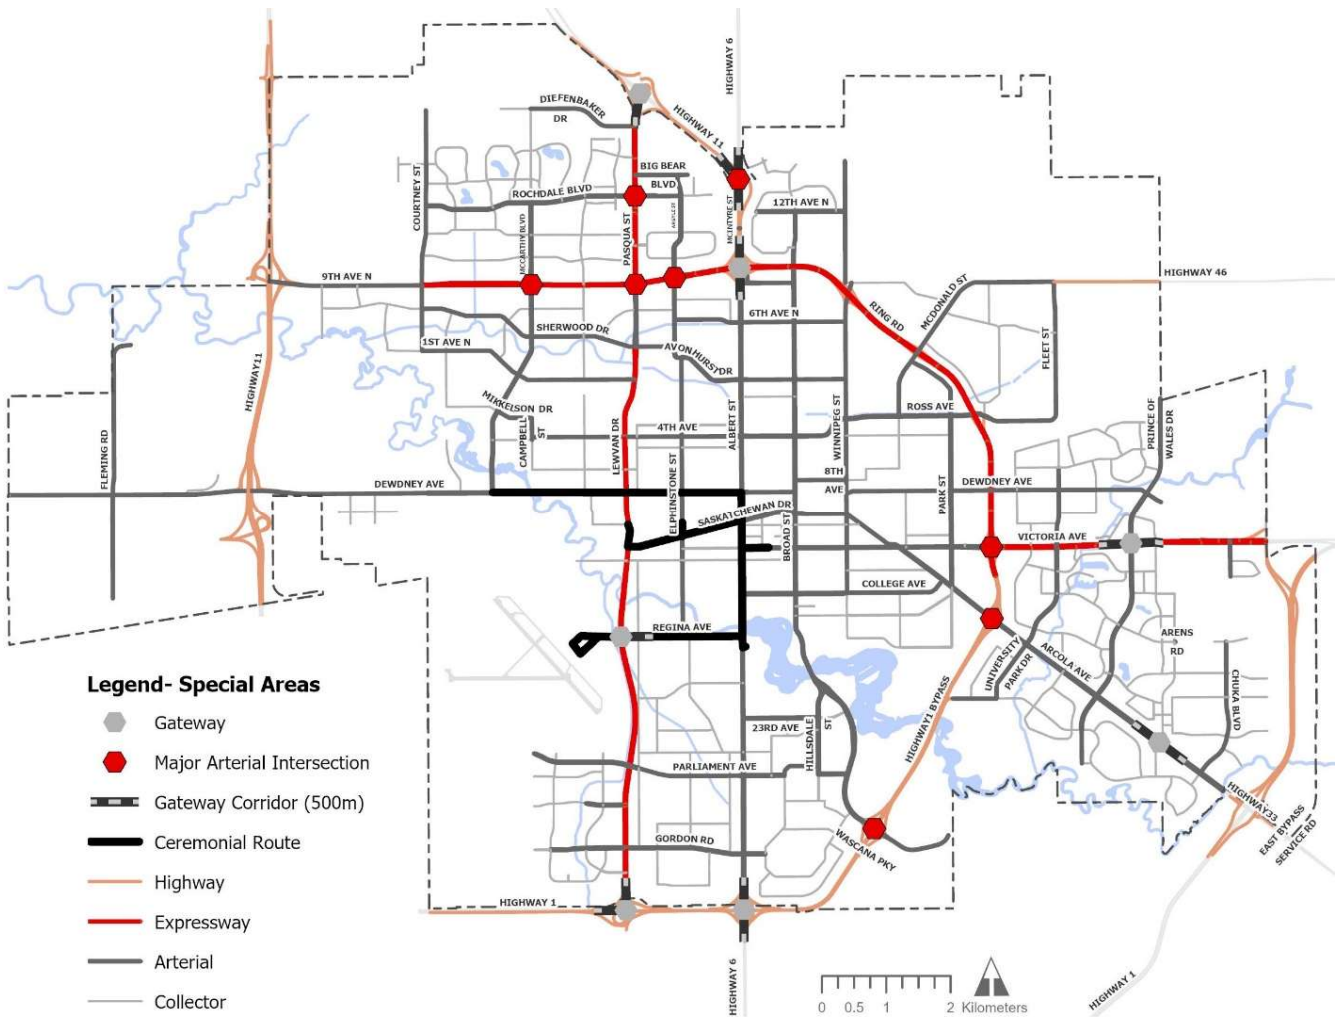 HIGHWAY 6
DIEFENBAKER
DR
HIGHWAY 11
BIG BEAR
BLVD
COURTNEY ST
ROCHDALE BLVD
MCCARTHY BLVD
PASQUA ST
ARGYLE ST
MCINTYRE ST
12TH AVE N
9TH AVE N
HIGHWAY 46
RING RD
MCDONALD ST
6TH AVE N
SHERWOOD DR
1ST AVE N
AVONHURST DR
FLEET ST
HIGHWAY11
MIKKELSON DR
CAMPBELL
ST
LEWVAN DR
4TH AVE
ALBERT ST
WINNIPEG ST
ROSS AVE
PRINCE OF
WALES DR
FLEMING RD
DEWDNEY AVE
ELPHINSTONE ST
SASKATCHEWAN DR
8TH
AVE
PARK ST
DEWDNEY AVE
BROAD ST
VICTORIA AVE
COLLEGE AVE
REGINA AVE
ARENS
RD
UNIVERSITY
PARK DR
ARCOLA AVE
CHUKA BLVD
HIGHWAY1 BYPASS
23RD AVE
HILLSDALE
ST
PARLIAMENT AVE
HIGHWAY33
EAST BYPASS
SERVICE RD
GORDON RD
WASCANA PKY
HIGHWAY 1
HIGHWAY 6
HIGHWAY 1
Legend- Special Areas
Gateway
Major Arterial Intersection
Gateway Corridor (500m)
Ceremonial Route
Highway
Expressway
Arterial
Collector
0 0.5 1 2 Kilometers